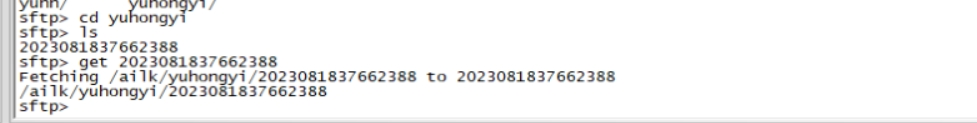 yunn/ yuhongyi/
sftp> cd yuhongyi
sftp> ls
2023081837662388
sftp> get 2023081837662388
Fetching /ailk/yuhongyi/2023081837662388 to 2023081837662388
/ailk/yuhongyi/2023081837662388
sftp>